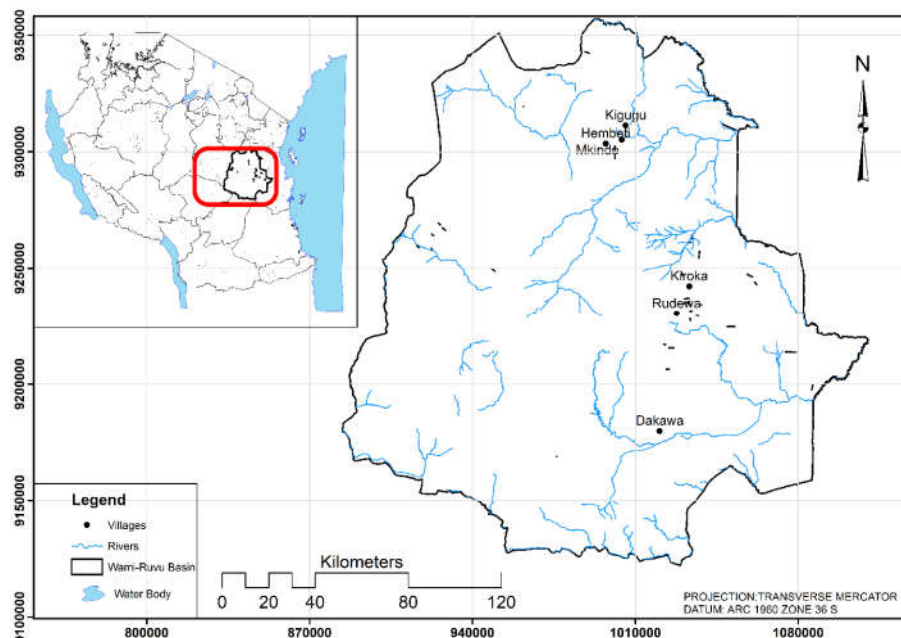 9350000
9300000
9250000
9200000
9150000
9100000
N
Kigugu
Hembeti
Mkindo
Kiroka
Rudewa
Dakawa
Legend
Villages
Rivers
Wami-Ruvu Basin
Water Body
Kilometers
0 20 40 80 120
PROJECTION:TRANSVERSE MERCATOR
DATUM: ARC 1960 ZONE 36 S
800000 870000 940000 1010000 1080000